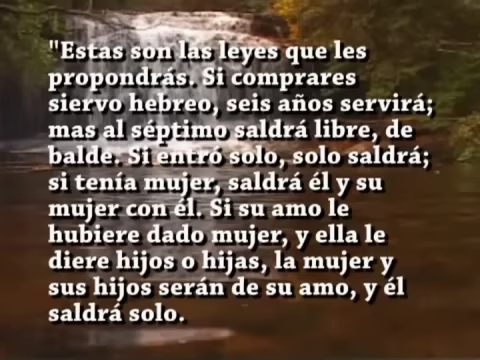 "Estas son las leyes que les
propondrás. Si comprares
siervo hebreo, seis años servirá;
mas al séptimo saldrá libre, de
balde. Si entró solo, solo saldrá;
si tenía mujer, saldrá él y su
mujer con él. Si su amo le
hubiere dado mujer, y ella le
diere hijos o hijas, la mujer y
sus hijos serán de su amo, y él
saldrá solo.